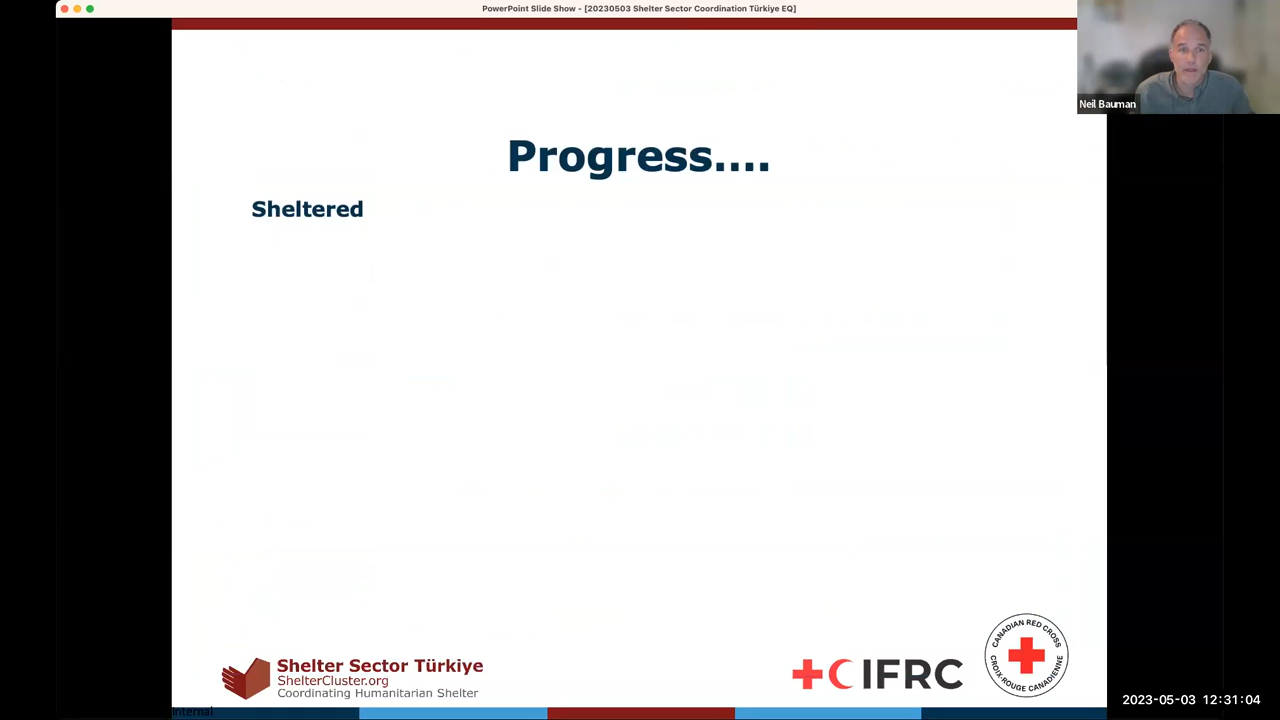 PowerPoint Slide Show - [20230503 Shelter Sector Coordination Türkiye EQ]
Neil Bauman
Progress....
Sheltered
Shelter Sector Türkiye
ShelterCluster.org
Coordinating Humanitarian Shelter
IFRC
CANADIAN RED CROSS
CROIX-ROUGE CANADIENNE
2023-05-03 12:31:04
Internal